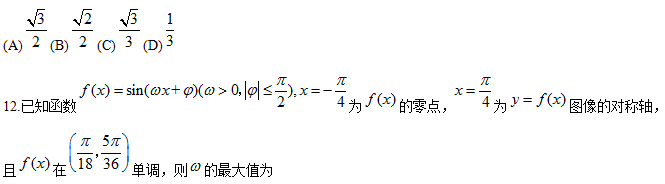 (A) √3/2 (B) √2/2 (C) √3/3 (D) 1/3
12.已知函数 f(x)=sin(ωx+φ)(ω>0,|φ|≤π/2), x=-π/4 为 f(x) 的零点， x=π/4 为 y=f(x) 图像的对称轴，
且 f(x) 在 (π/18, 5π/36) 单调，则 ω 的最大值为